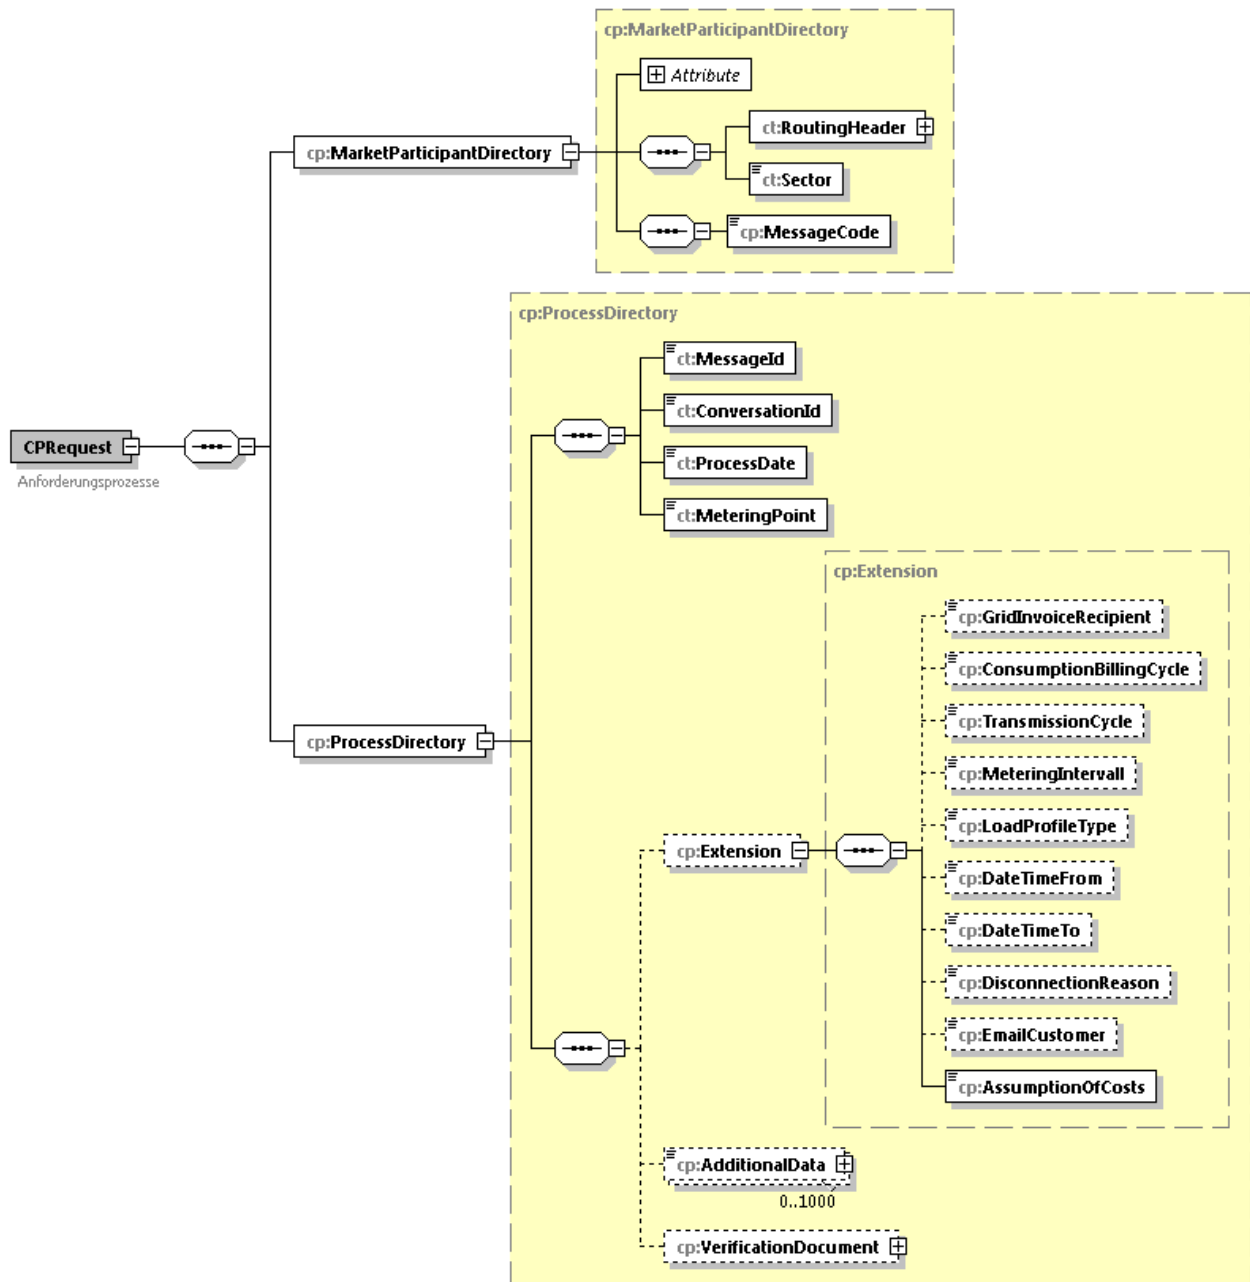 cp:MarketParticipantDirectory
Attribute
ct:RoutingHeader
cp:MarketParticipantDirectory
ct:Sector
cp:MessageCode
cp:ProcessDirectory
ct:MessageId
ct:ConversationId
CPRequest
ct:ProcessDate
Anforderungsprozesse
ct:MeteringPoint
cp:Extension
cp:GridInvoiceRecipient
cp:ConsumptionBillingCycle
cp:TransmissionCycle
cp:ProcessDirectory
cp:MeteringIntervall
cp:LoadProfileType
cp:Extension
cp:DateTimeFrom
cp:DateTimeTo
cp:DisconnectionReason
cp:EmailCustomer
cp:AssumptionOfCosts
cp:AdditionalData
0..1000
cp:VerificationDocument